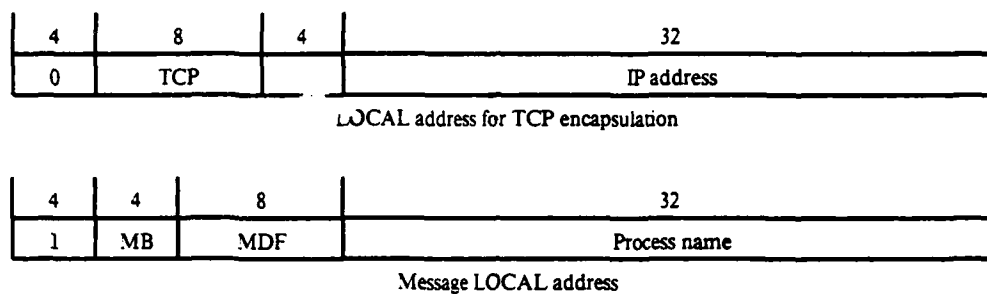 4 8 4 32
0 TCP IP address
LOCAL address for TCP encapsulation
4 4 8 32
1 MB MDF Process name
Message LOCAL address